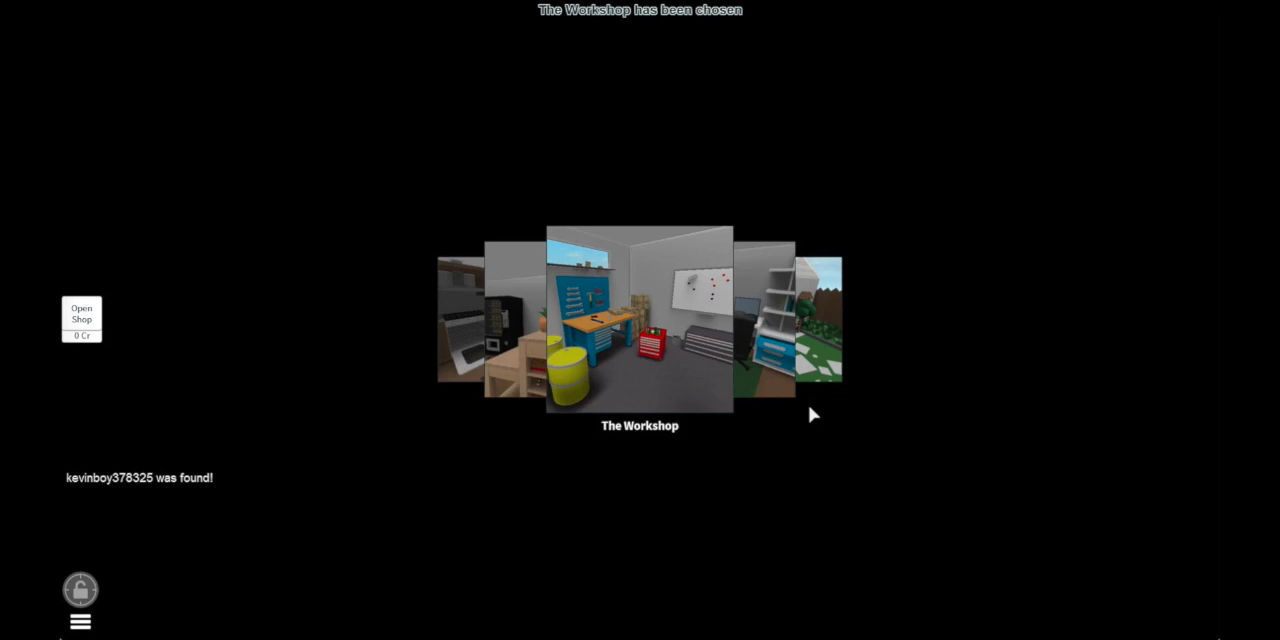 The Workshop has been chosen
Open
Shop
0 Cr
The Workshop
kevinboy378325 was found!